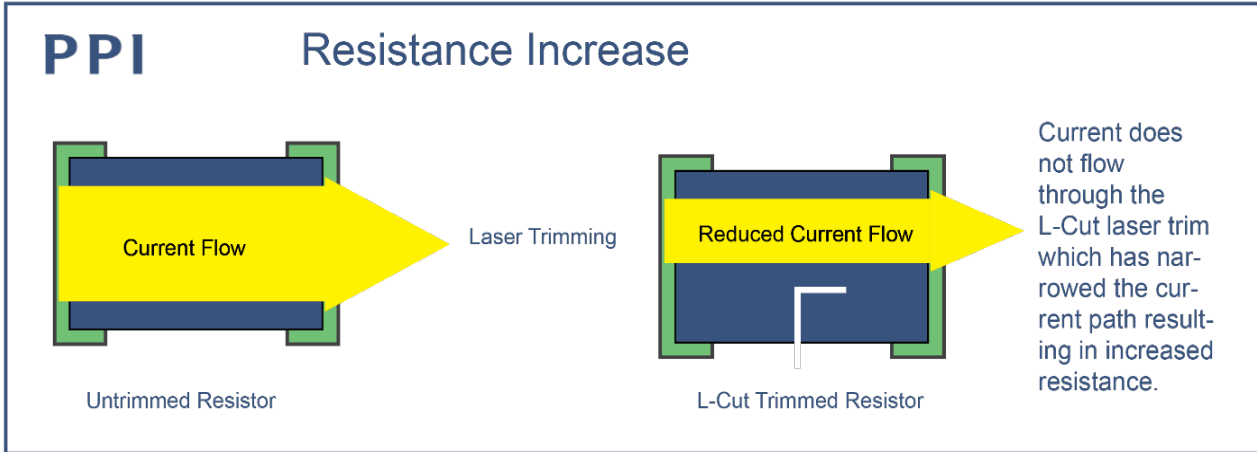 PPI
Resistance Increase
Current Flow
Untrimmed Resistor
Laser Trimming
Reduced Current Flow
L-Cut Trimmed Resistor
Current does
not flow
through the
L-Cut laser trim
which has nar-
rowed the cur-
rent path result-
ing in increased
resistance.